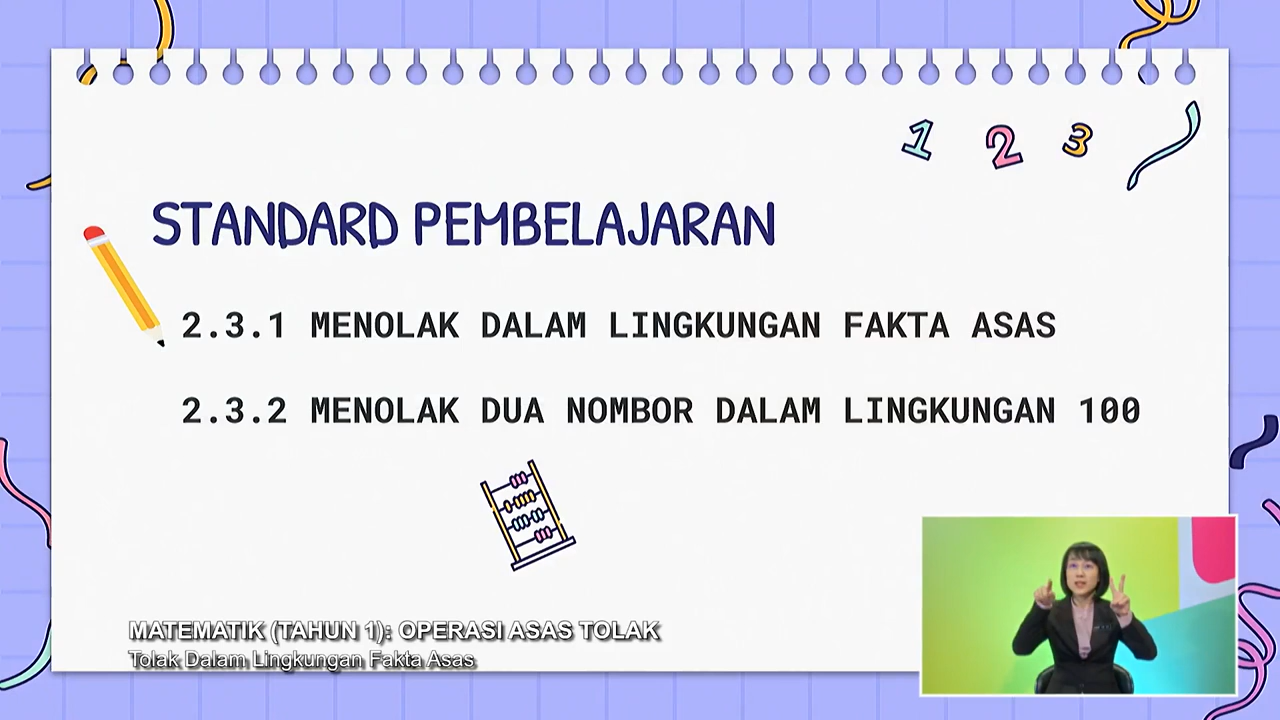 1 2 3
STANDARD PEMBELAJARAN
2.3.1 MENOLAK DALAM LINGKUNGAN FAKTA ASAS
2.3.2 MENOLAK DUA NOMBOR DALAM LINGKUNGAN 100
MATEMATIK (TAHUN 1): OPERASI ASAS TOLAK
Tolak Dalam Lingkungan Fakta Asas